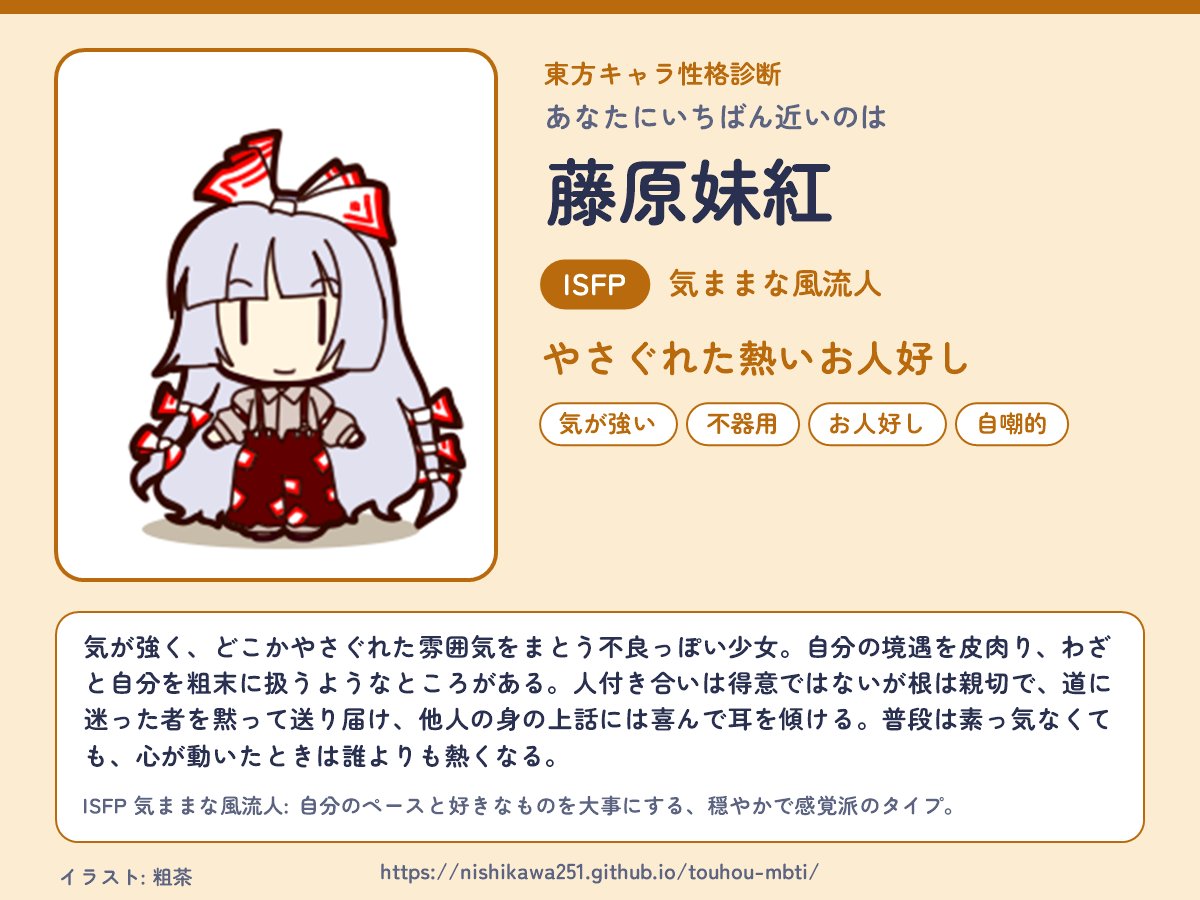 東方キャラ性格診断
あなたにいちばん近いのは
藤原妹紅
ISFP 気ままな風流人
やさぐれた熱いお人好し
気が強い 不器用 お人好し 自嘲的
気が強く、どこかやさぐれた雰囲気をまとう不良っぽい少女。自分の境遇を皮肉り、わざ
と自分を粗末に扱うようなところがある。人付き合いは得意ではないが根は親切で、道に
迷った者を黙って送り届け、他人の身の上話には喜んで耳を傾ける。普段は素っ気なくて
も、心が動いたときは誰よりも熱くなる。
ISFP 気ままな風流人: 自分のペースと好きなものを大事にする、穏やかで感覚派のタイプ。
イラスト: 粗茶
https://nishikawa251.github.io/touhou-mbti/